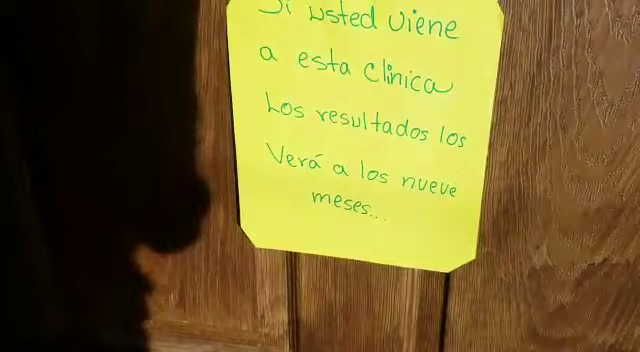 Si usted viene
a esta clinica
Los resultados los
Verá a los nueve
meses...